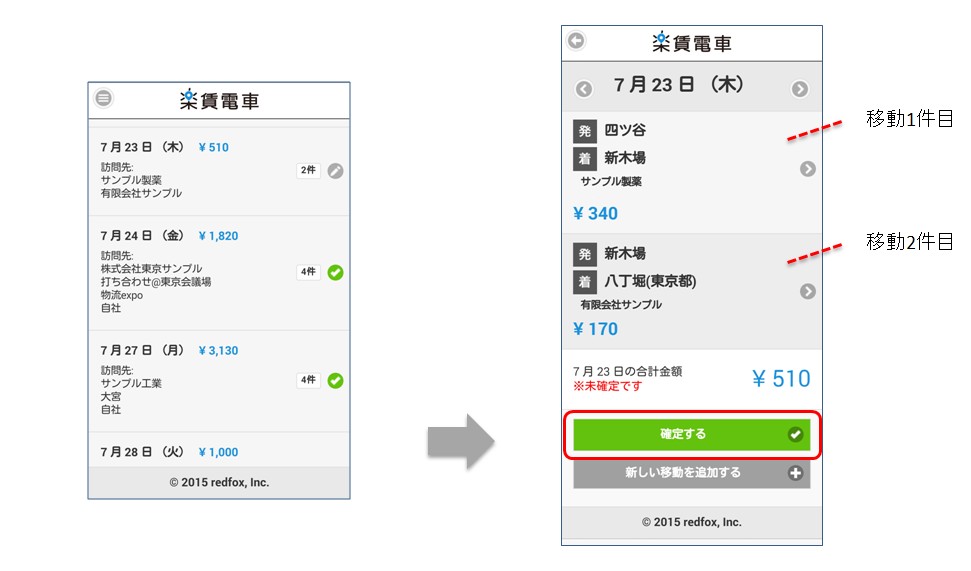 楽賃電車
7月23日 (木) ¥510
訪問先:
サンプル製薬
有限会社サンプル
2件
7月24日 (金) ¥1,820
訪問先:
株式会社東京サンプル
打ち合わせ@東京会議場
物流expo
自社
4件
7月27日 (月) ¥3,130
訪問先:
サンプル工業
大宮
自社
4件
7月28日 (火) ¥1,000
© 2015 redfox, Inc.
楽賃電車
7月23日 (木)
発 四ツ谷
着 新木場
サンプル製薬
¥340
移動1件目
発 新木場
着 八丁堀(東京都)
有限会社サンプル
¥170
移動2件目
7月23日の合計金額
※未確定です
¥510
確定する
新しい移動を追加する
© 2015 redfox, Inc.